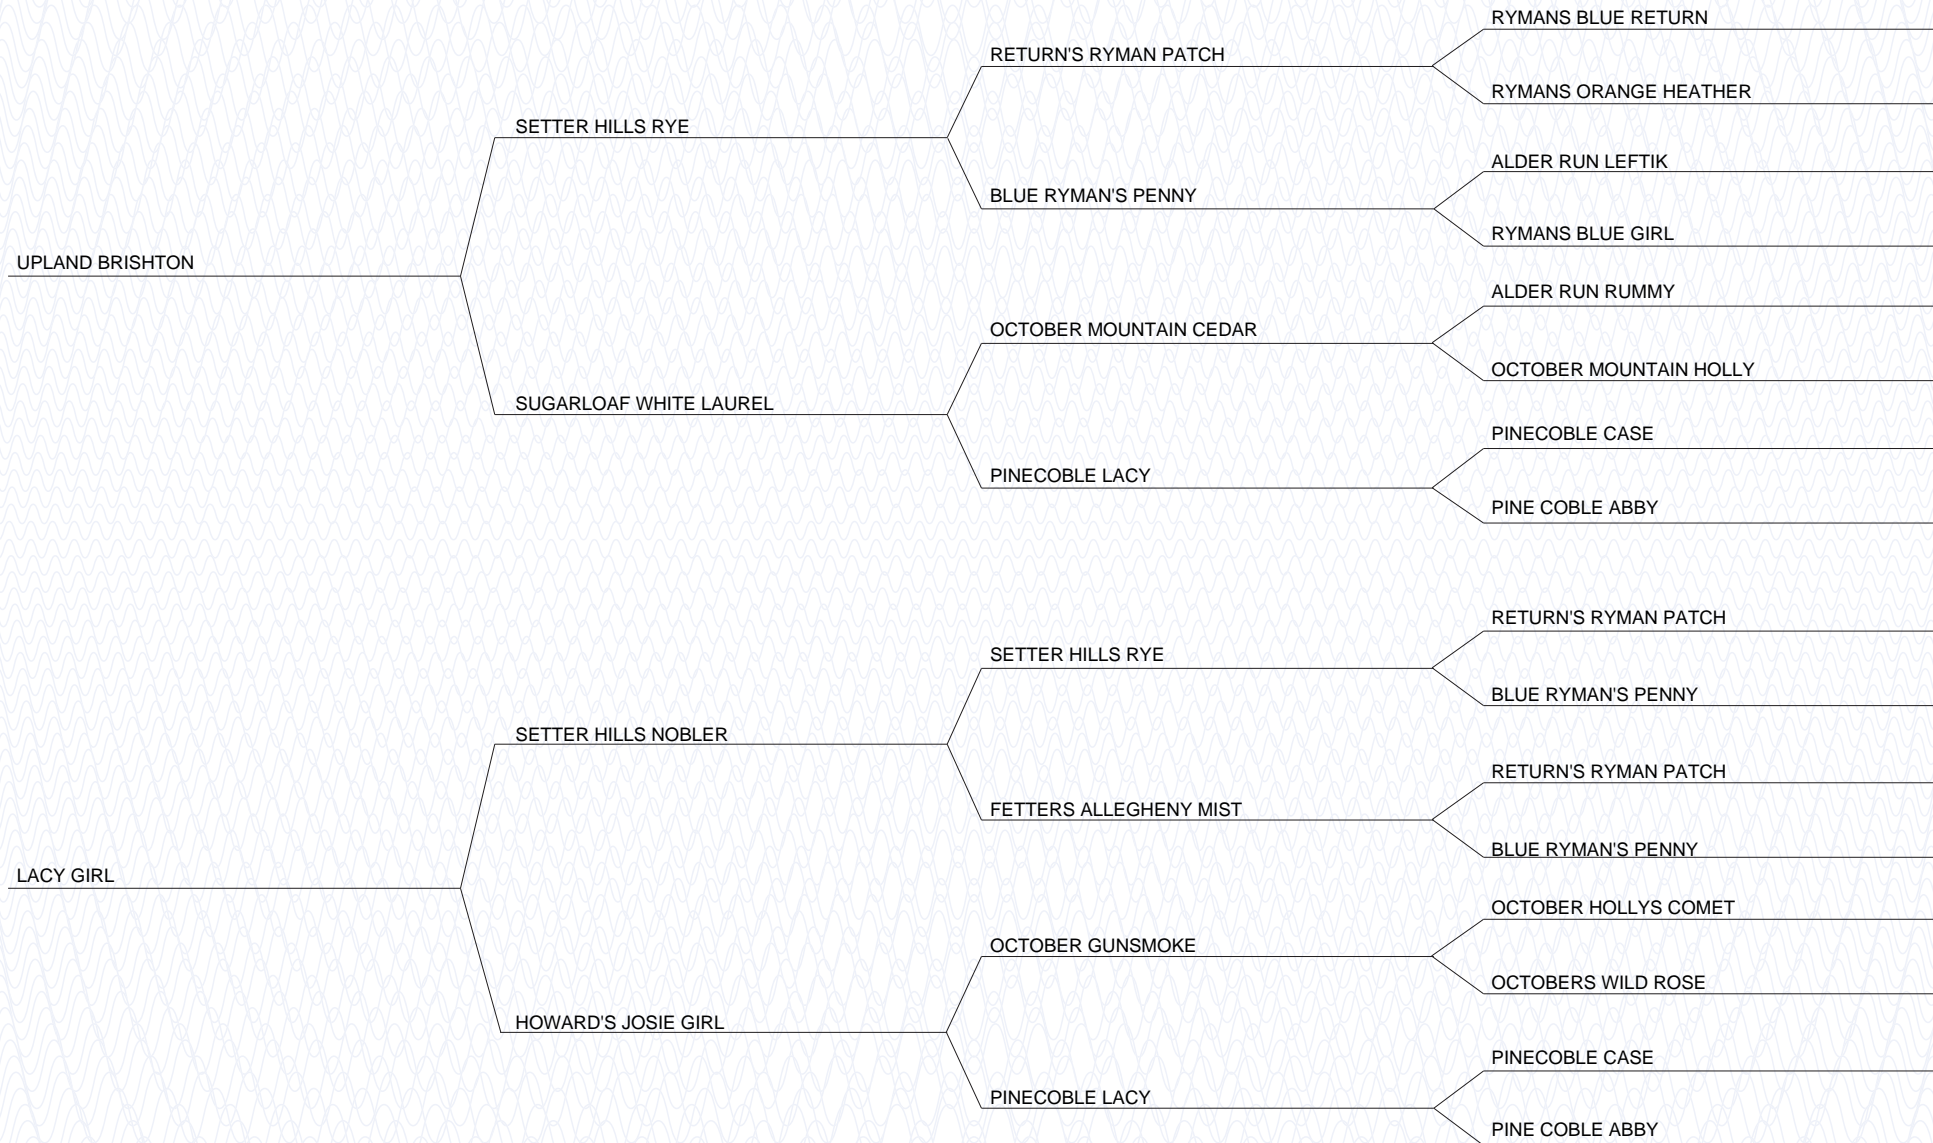 UPLAND BRISHTON
SETTER HILLS RYE
RETURN'S RYMAN PATCH
RYMANS BLUE RETURN
RYMANS ORANGE HEATHER
BLUE RYMAN'S PENNY
ALDER RUN LEFTIK
RYMANS BLUE GIRL
SUGARLOAF WHITE LAUREL
OCTOBER MOUNTAIN CEDAR
ALDER RUN RUMMY
OCTOBER MOUNTAIN HOLLY
PINECOBLE LACY
PINECOBLE CASE
PINE COBLE ABBY
LACY GIRL
SETTER HILLS NOBLER
SETTER HILLS RYE
RETURN'S RYMAN PATCH
BLUE RYMAN'S PENNY
FETTERS ALLEGHENY MIST
RETURN'S RYMAN PATCH
BLUE RYMAN'S PENNY
HOWARD'S JOSIE GIRL
OCTOBER GUNSMOKE
OCTOBER HOLLYS COMET
OCTOBERS WILD ROSE
PINECOBLE LACY
PINECOBLE CASE
PINE COBLE ABBY